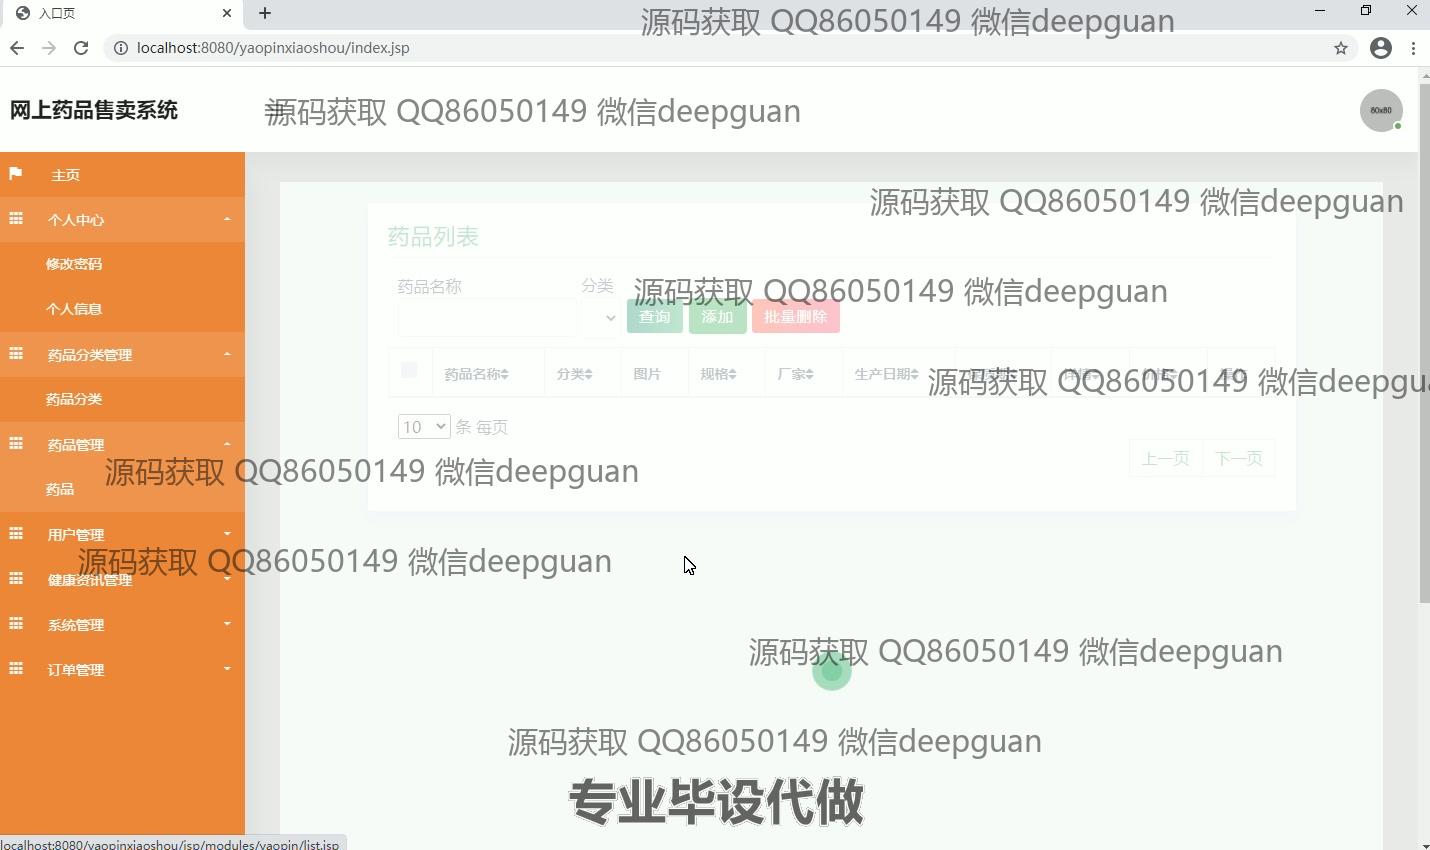 入口页
localhost:8080/yaopinxiaoshou/index.jsp
源码获取 QQ86050149 微信deepguan
网上药品售卖系统
源码获取 QQ86050149 微信deepguan
80x80
主页
个人中心
源码获取 QQ86050149 微信deepguan
药品列表
修改密码
药品名称
分类
源码获取 QQ86050149 微信deepguan
个人信息
查询
添加
批量删除
药品分类管理
药品名称
分类
图片
规格
厂家
生产日期
源码获取 QQ86050149 微信deepgua
药品分类
10 条 每页
药品管理
上一页
下一页
源码获取 QQ86050149 微信deepguan
药品
用户管理
源码获取 QQ86050149 微信deepguan
健康资讯管理
系统管理
源码获取 QQ86050149 微信deepguan
订单管理
源码获取 QQ86050149 微信deepguan
专业毕设代做
localhost:8080/yaopinxiaoshou/jsp/modules/yaopin/list.jsp